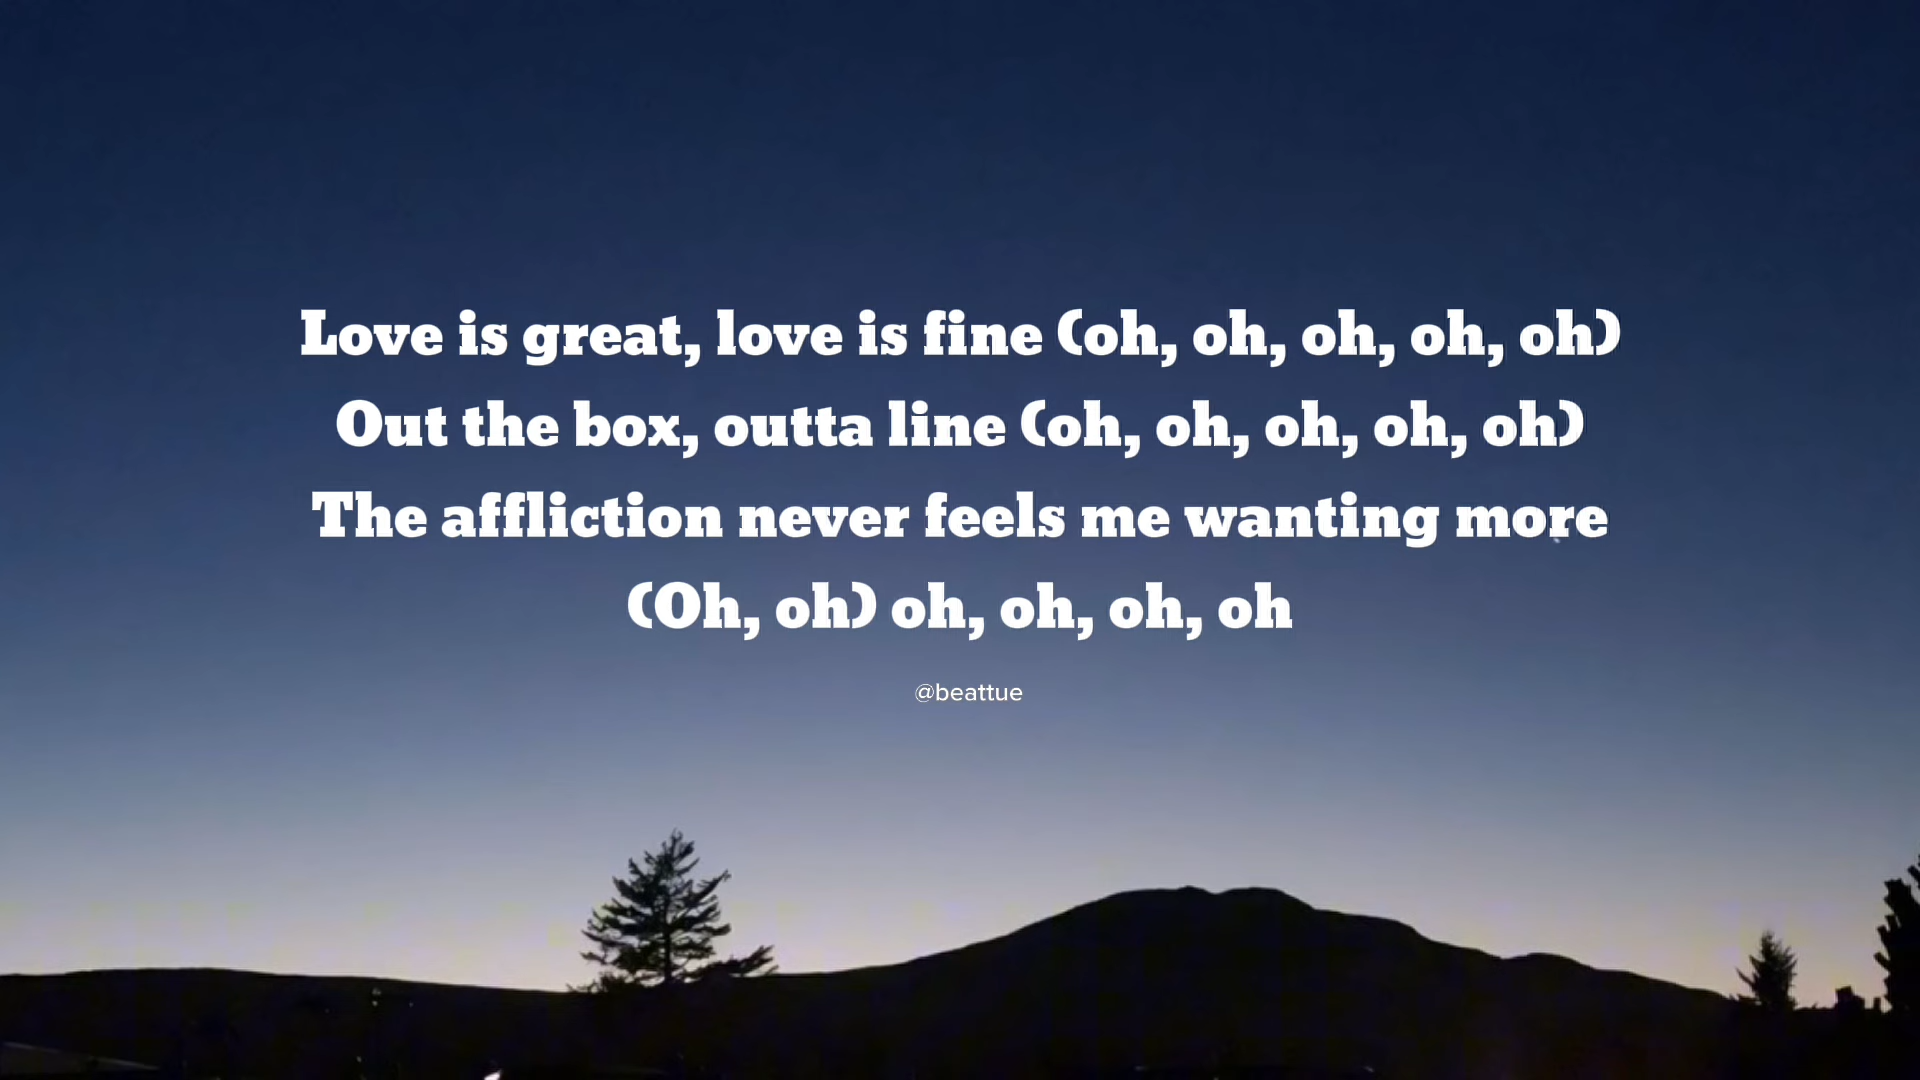 Love is great, love is fine (oh, oh, oh, oh, oh)
Out the box, outta line (oh, oh, oh, oh, oh)
The affliction never feels me wanting more
(Oh, oh) oh, oh, oh, oh
@beattue